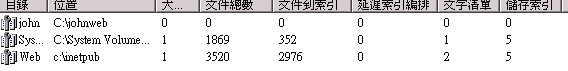 目錄 位置 大... 文件總數 文件到索引 延遲索引編排 文字清單 儲存索引
john C:\johnweb 0 0 0 0 0 0
Sys... C:\System Volume... 1 1869 352 0 1 5
Web c:\inetpub 1 3520 2976 0 2 5